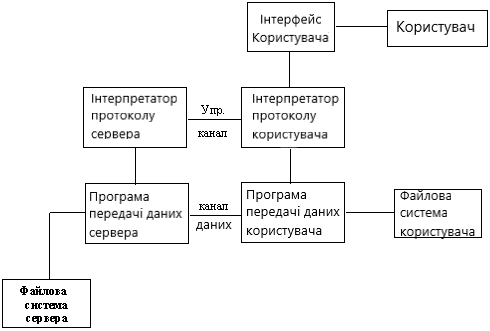 Інтерфейс
Користувача
Користувач
Інтерпретатор
протоколу
сервера
Упр.
канал
Інтерпретатор
протоколу
користувача
Програма
передачі даних
сервера
канал
даних
Програма
передачі даних
користувача
Файлова
система
користувача
Файлова
система
сервера